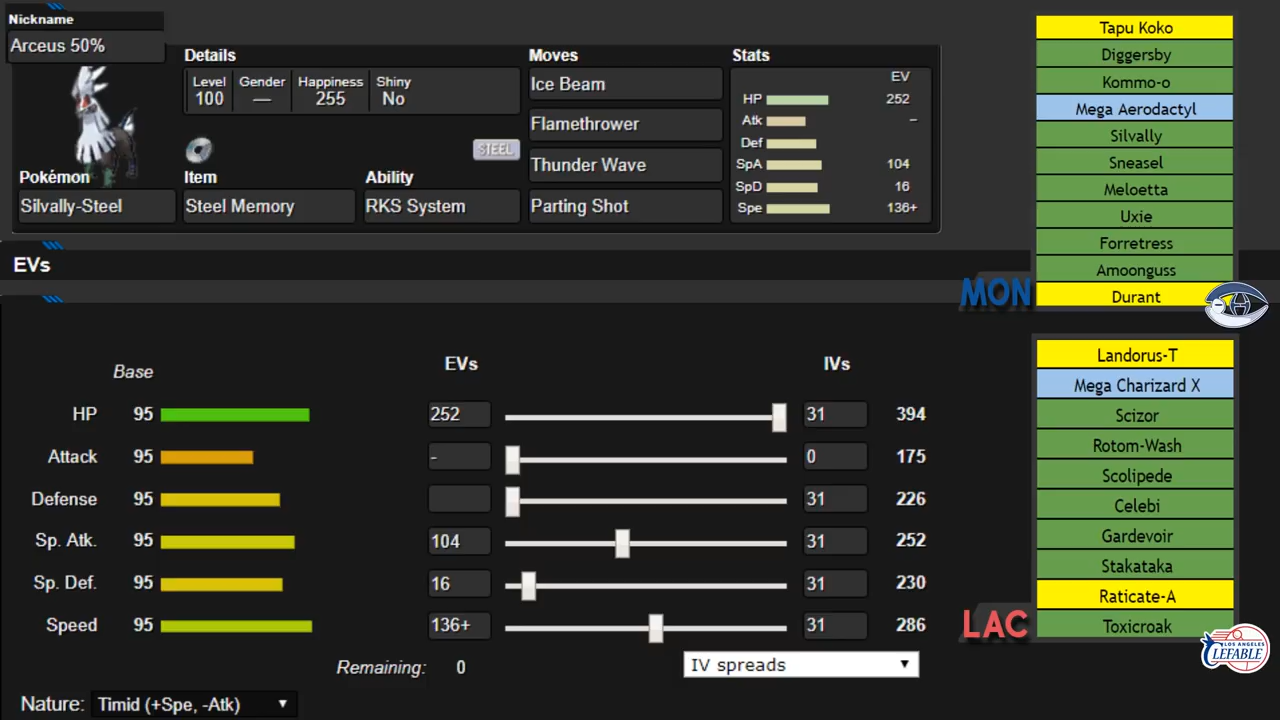 Nickname
Arceus 50%
Details
Level
100
Gender
—
Happiness
255
Shiny
No
STEEL
Pokémon
Silvally-Steel
Item
Steel Memory
Ability
RKS System
Moves
Ice Beam
Flamethrower
Thunder Wave
Parting Shot
Stats
EV
HP 252
Atk –
Def
SpA 104
SpD 16
Spe 136+
EVs
Base EVs IVs
HP 95 252 31 394
Attack 95 - 0 175
Defense 95 31 226
Sp. Atk. 95 104 31 252
Sp. Def. 95 16 31 230
Speed 95 136+ 31 286
Remaining: 0
IV spreads
Nature: Timid (+Spe, -Atk)
Tapu Koko
Diggersby
Kommo-o
Mega Aerodactyl
Silvally
Sneasel
Meloetta
Uxie
Forretress
Amoonguss
Durant
MON
Landorus-T
Mega Charizard X
Scizor
Rotom-Wash
Scolipede
Celebi
Gardevoir
Stakataka
Raticate-A
Toxicroak
LAC
LOS ANGELES
CLEFABLE